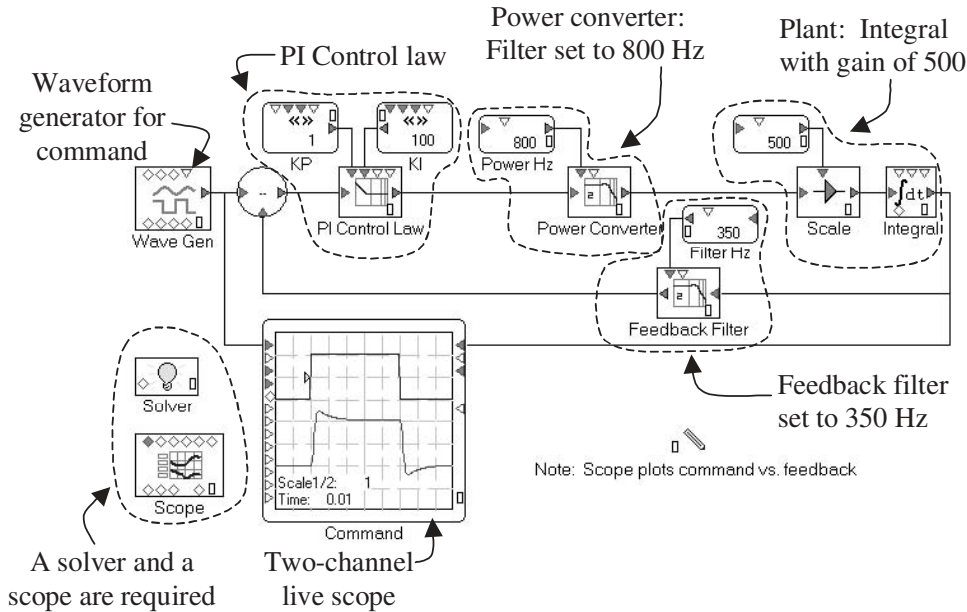 Power converter:
Filter set to 800 Hz
Plant: Integral
with gain of 500
PI Control law
Waveform
generator for
command
«»
1
KP
«»
100
KI
800
Power Hz
500
Wave Gen
--
PI Control Law
2
Power Converter
Scale
∫dt
Integral
350
Filter Hz
2
Feedback Filter
Feedback filter
set to 350 Hz
Solver
Scope
Scale1/2: 1
Time: 0.01
Command
Note: Scope plots command vs. feedback
A solver and a
scope are required
Two-channel
live scope